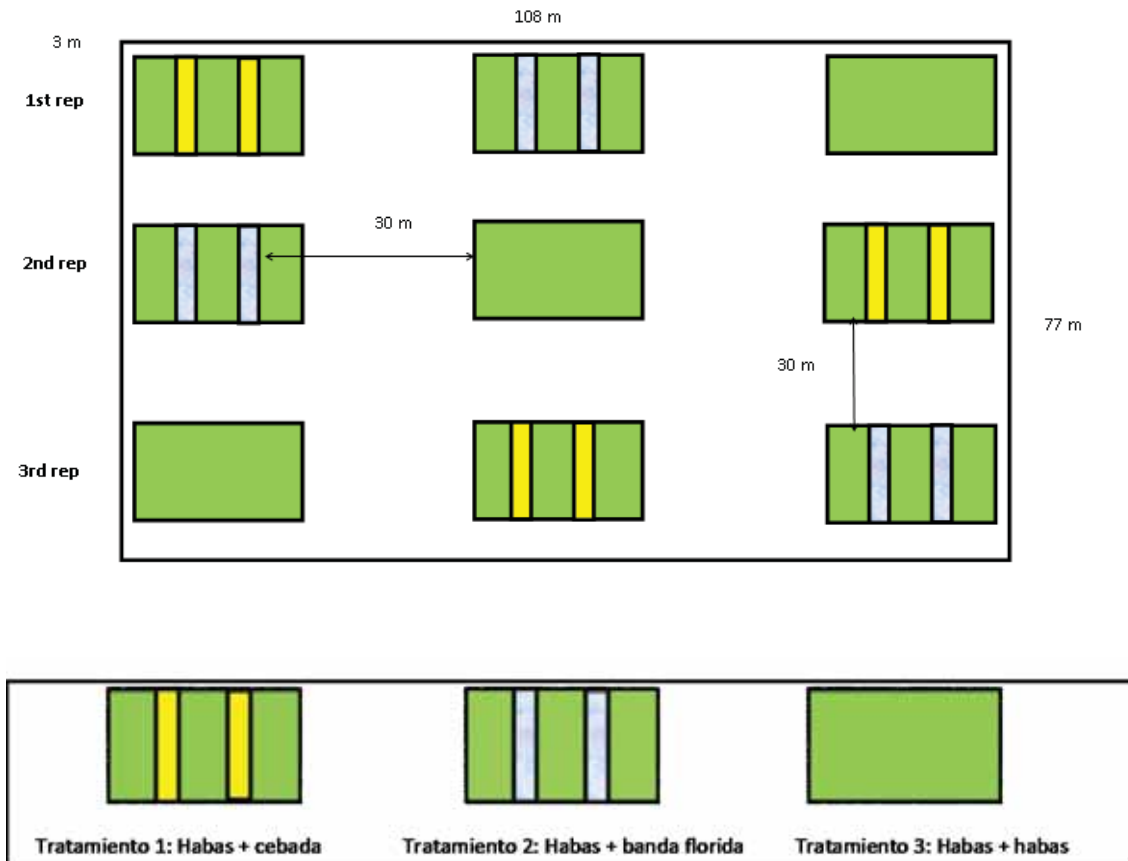 108 m
3 m
1st rep
30 m
2nd rep
77 m
30 m
3rd rep
Tratamiento 1: Habas + cebada
Tratamiento 2: Habas + banda florida
Tratamiento 3: Habas + habas